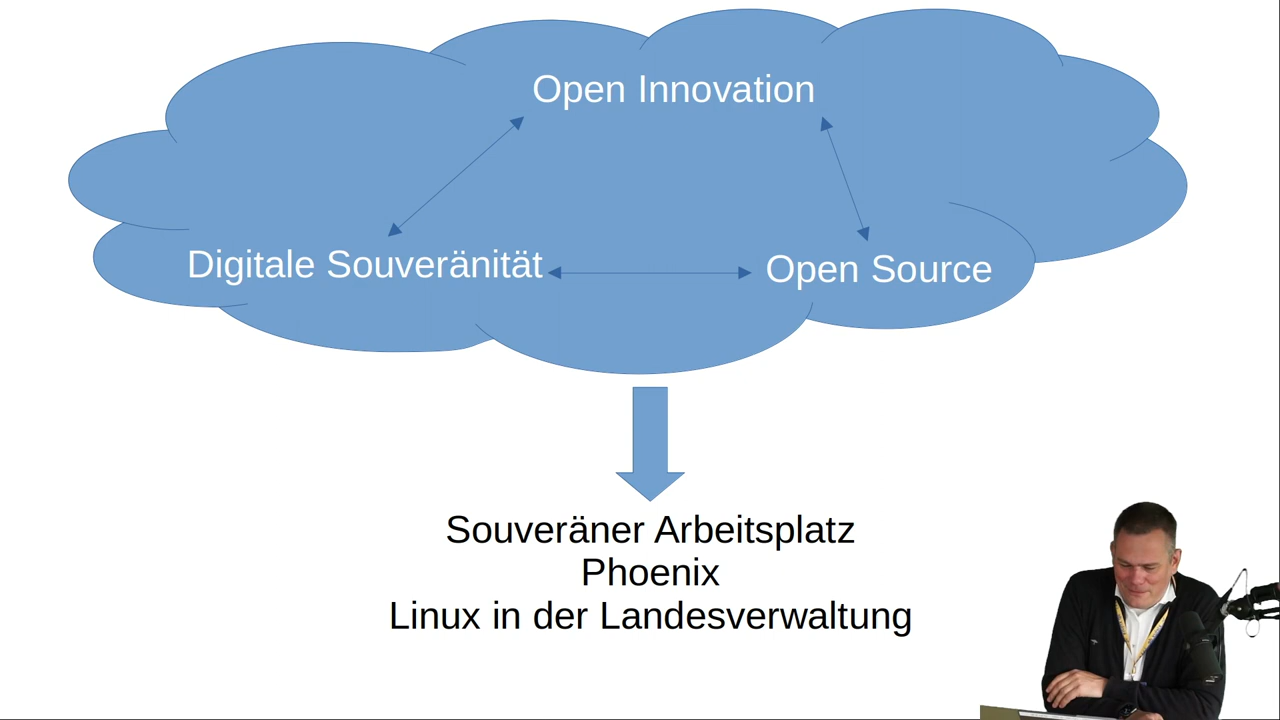 Open Innovation
Digitale Souveränität
Open Source
Souveräner Arbeitsplatz
Phoenix
Linux in der Landesverwaltung